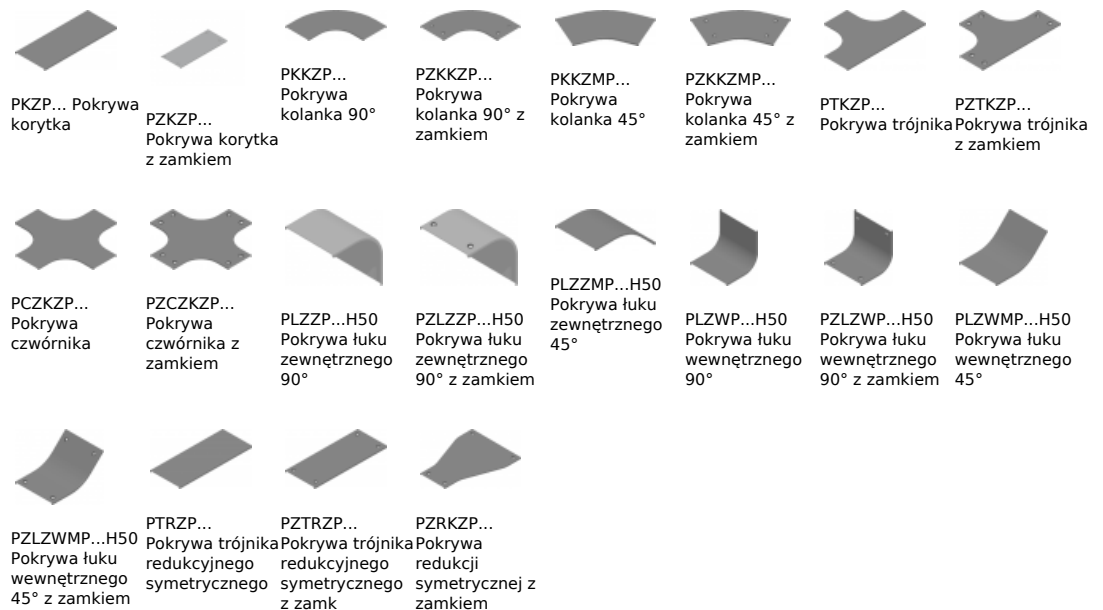 PKZP... Pokrywa
korytka
PZKZP...
Pokrywa korytka
z zamkiem
PKKZP...
Pokrywa
kolanka 90°
PZKKZP...
Pokrywa
kolanka 90° z
zamkiem
PKKZMP...
Pokrywa
kolanka 45°
PZKKZMP...
Pokrywa
kolanka 45° z
zamkiem
PTKZP...
Pokrywa trójnika
PZTKZP...
Pokrywa trójnika
z zamkiem
PCZKZP...
Pokrywa
czwórnika
PZCZKZP...
Pokrywa
czwórnika z
zamkiem
PLZZP...H50
Pokrywa łuku
zewnętrznego
90°
PZLZZP...H50
Pokrywa łuku
zewnętrznego
90° z zamkiem
PLZZMP...H50
Pokrywa łuku
zewnętrznego
45°
PLZWP...H50
Pokrywa łuku
wewnętrznego
90°
PZLZWP...H50
Pokrywa łuku
wewnętrznego
90° z zamkiem
PLZWMP...H50
Pokrywa łuku
wewnętrznego
45°
PZLZWMP...H50
Pokrywa łuku
wewnętrznego
45° z zamkiem
PTRZP...
Pokrywa trójnika
redukcyjnego
symetrycznego
PZTRZP...
Pokrywa trójnika
redukcyjnego
symetrycznego
z zamk
PZRKZP...
Pokrywa
redukcji
symetrycznej z
zamkiem